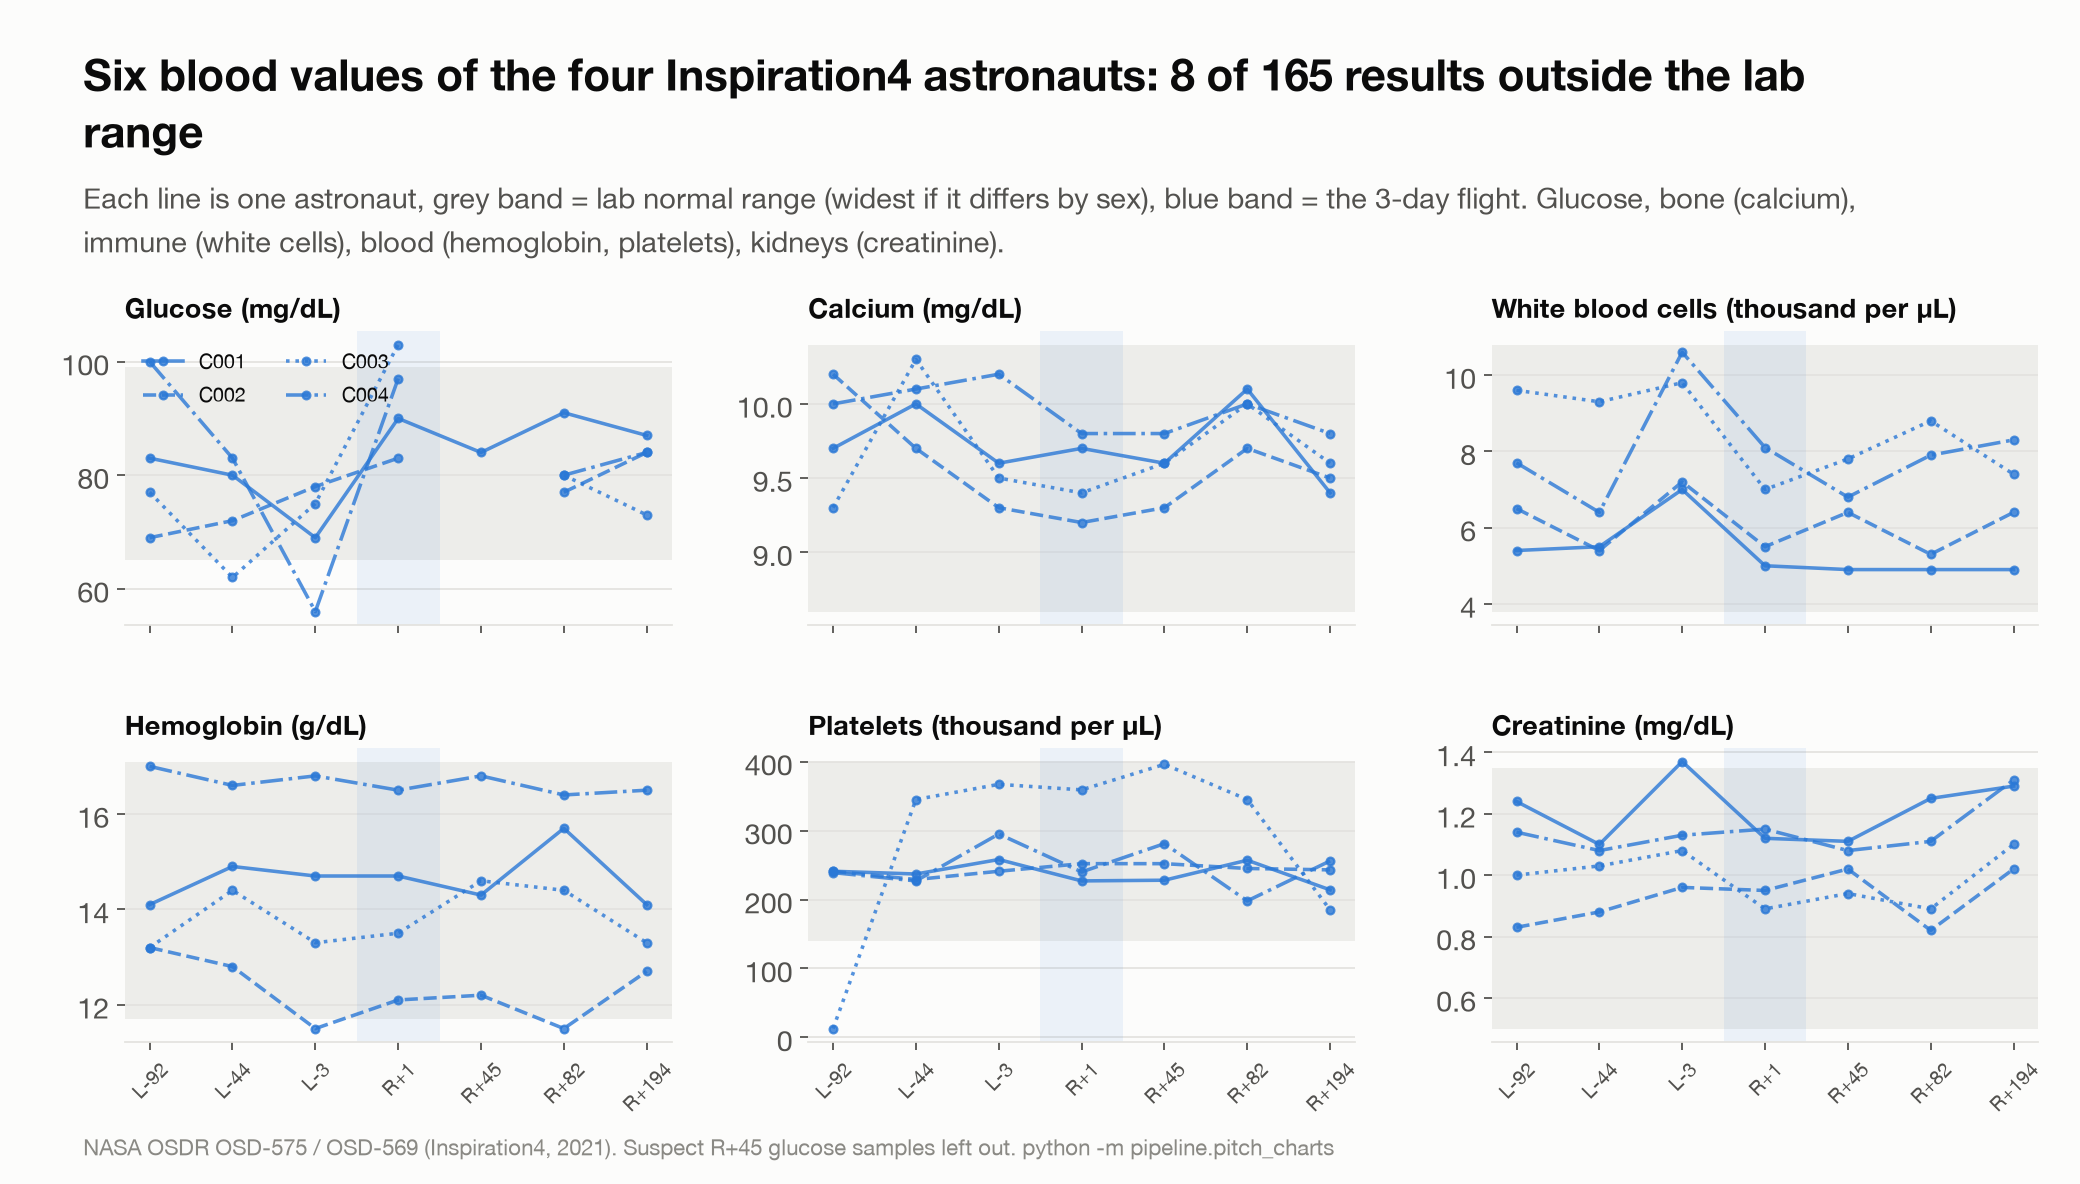 Six blood values of the four Inspiration4 astronauts: 8 of 165 results outside the lab
range
Each line is one astronaut, grey band = lab normal range (widest if it differs by sex), blue band = the 3-day flight. Glucose, bone (calcium),
immune (white cells), blood (hemoglobin, platelets), kidneys (creatinine).
Glucose (mg/dL)
100
80
60
C001
C002
C003
C004
Calcium (mg/dL)
10.0
9.5
9.0
White blood cells (thousand per µL)
10
8
6
4
Hemoglobin (g/dL)
16
14
12
L-92
L-44
L-3
R+1
R+45
R+82
R+194
Platelets (thousand per µL)
400
300
200
100
0
L-92
L-44
L-3
R+1
R+45
R+82
R+194
Creatinine (mg/dL)
1.4
1.2
1.0
0.8
0.6
L-92
L-44
L-3
R+1
R+45
R+82
R+194
NASA OSDR OSD-575 / OSD-569 (Inspiration4, 2021). Suspect R+45 glucose samples left out. python -m pipeline.pitch_charts